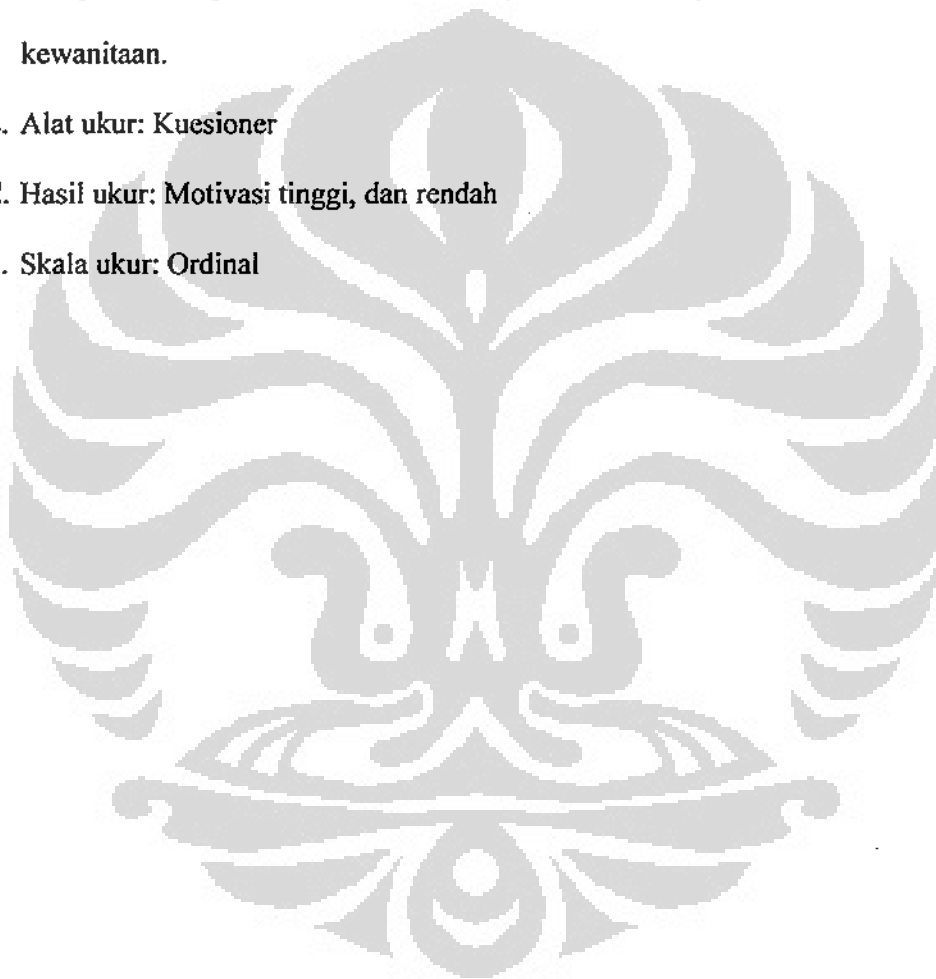 kewanitaan.
. Alat ukur: Kuesioner
. Hasil ukur: Motivasi tinggi, dan rendah
. Skala ukur: Ordinal